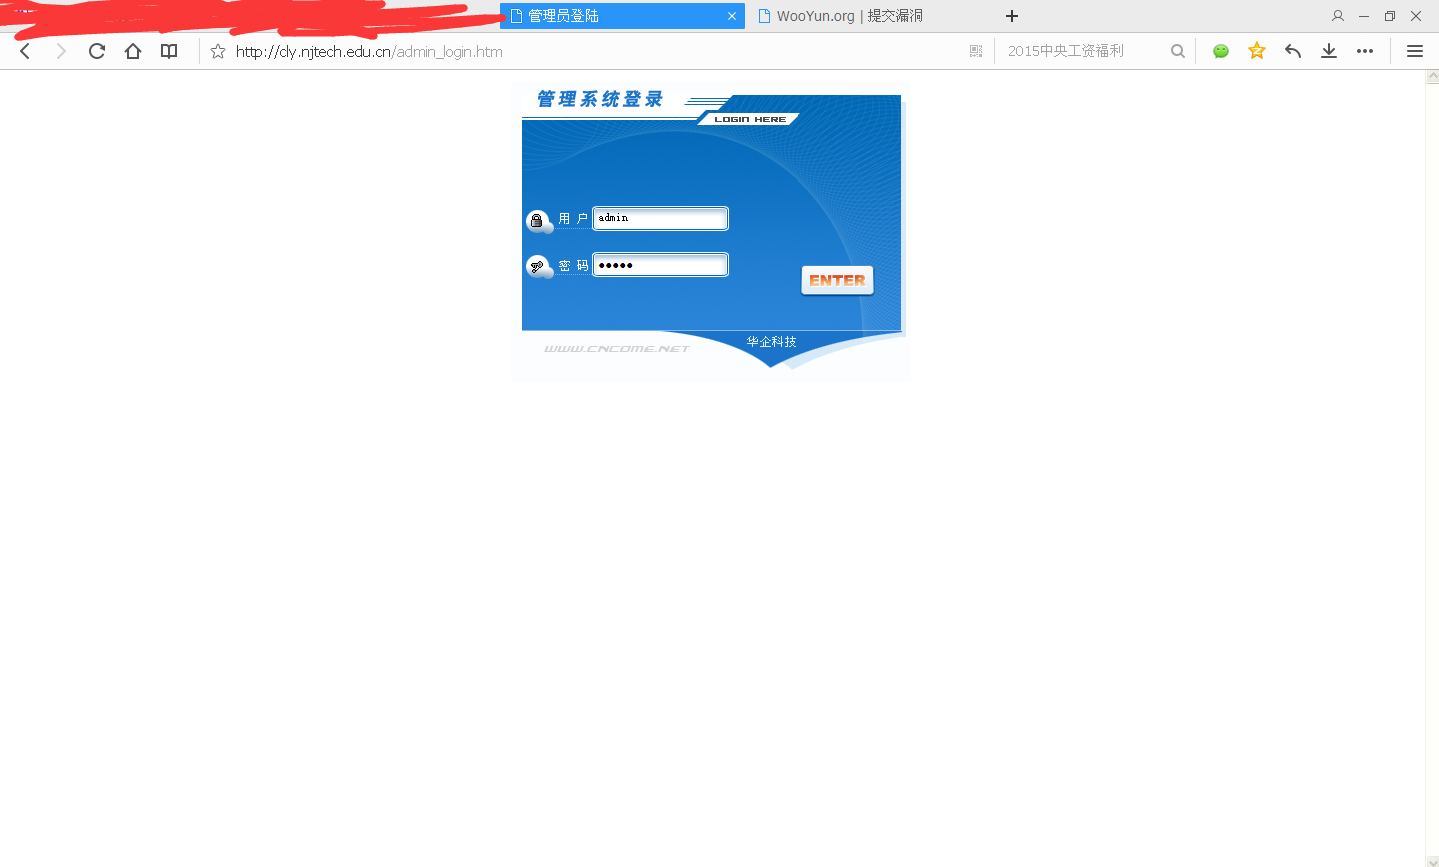 管理员登陆
WooYun.org | 提交漏洞
http://cly.njtech.edu.cn/admin_login.htm
2015中央工资福利
管理系统登录
LOGIN HERE
用 户 admin
密 码 •••••
ENTER
WWW.CNCOME.NET
华企科技